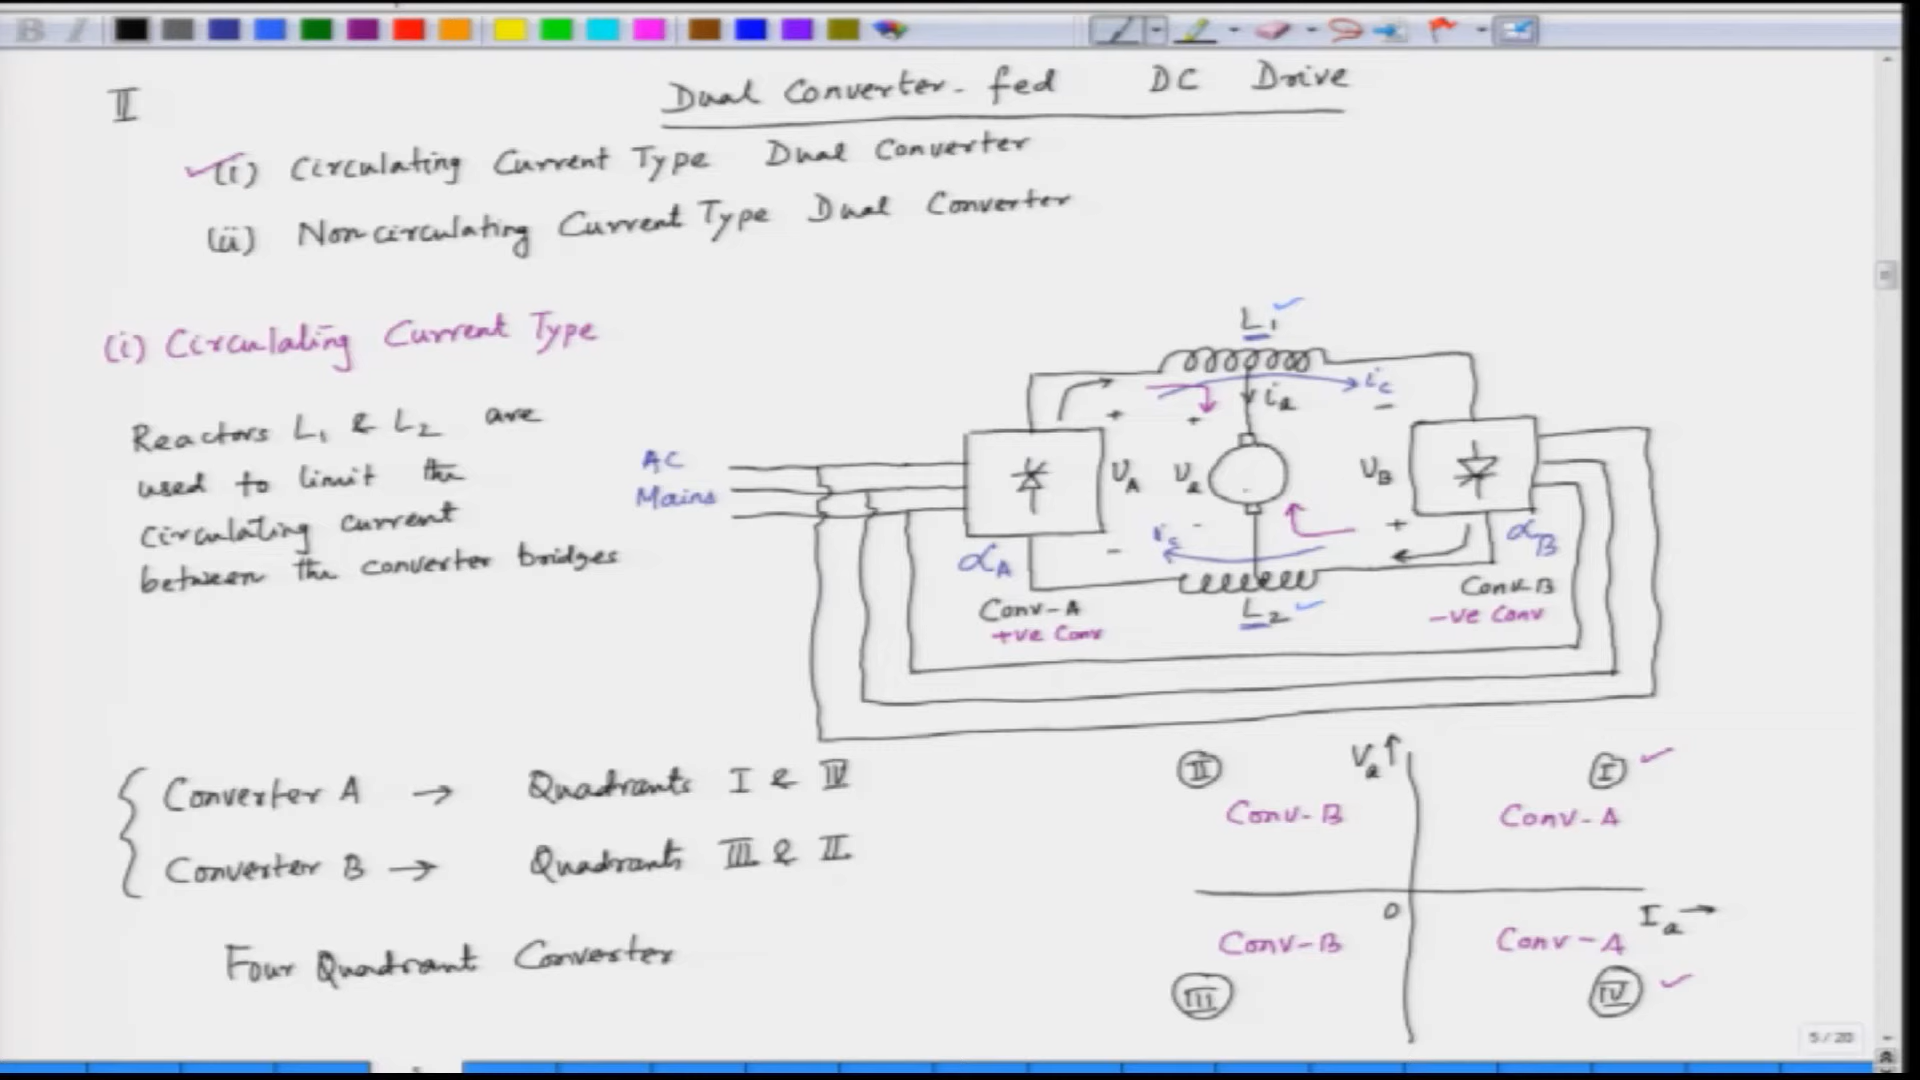 II
Dual Converter-fed DC Drive
(i) Circulating Current Type Dual Converter
(ii) Noncirculating Current Type Dual Converter
(i) Circulating Current Type
Reactors L1 & L2 are
used to limit the
circulating current
between the converter bridges
AC
Mains
L1
ic
ia
+
+
-
VA
Va
VB
-
-
+
ic
αA
αB
Conv-A
+ve Conv
L2
Conv-B
-ve Conv
Converter A → Quadrants I & IV
Converter B → Quadrants III & II
Four Quadrant Converter
II
Va ↑
I
Conv-B
Conv-A
0
Ia →
Conv-B
Conv-A
III
IV
5 / 20